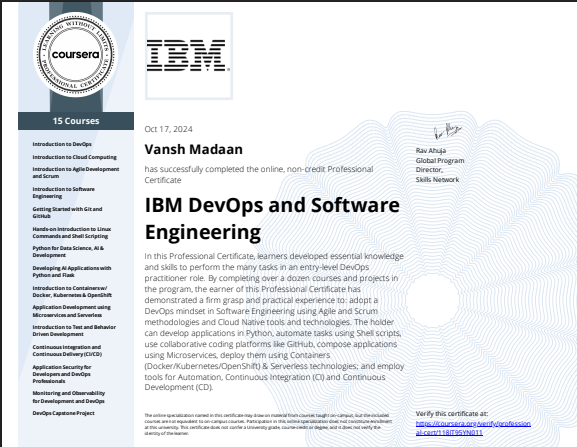 LEARNING WITHOUT LIMITS
coursera
PROFESSIONAL CERTIFICATE
15 Courses
Introduction to DevOps
Introduction to Cloud Computing
Introduction to Agile Development
and Scrum
Introduction to Software
Engineering
Getting Started with Git and
GitHub
Hands-on Introduction to Linux
Commands and Shell Scripting
Python for Data Science, AI &
Development
Developing AI Applications with
Python and Flask
Introduction to Containers w/
Docker, Kubernetes & OpenShift
Application Development using
Microservices and Serverless
Introduction to Test and Behavior
Driven Development
Continuous Integration and
Continuous Delivery (CI/CD)
Application Security for
Developers and DevOps
Professionals
Monitoring and Observability
for Development and DevOps
DevOps Capstone Project
IBM
Oct 17, 2024
Vansh Madaan
has successfully completed the online, non-credit Professional
Certificate
IBM DevOps and Software
Engineering
In this Professional Certificate, learners developed essential knowledge
and skills to perform the many tasks in an entry-level DevOps
practitioner role. By completing over a dozen courses and projects in
the program, the earner of this Professional Certificate has
demonstrated a firm grasp and practical experience to: adopt a
DevOps mindset in Software Engineering using Agile and Scrum
methodologies and Cloud Native tools and technologies. The holder
can develop applications in Python, automate tasks using Shell scripts,
use collaborative coding platforms like GitHub, compose applications
using Microservices, deploy them using Containers
(Docker/Kubernetes/OpenShift) & Serverless technologies; and employ
tools for Automation, Continuous Integration (CI) and Continuous
Development (CD).
The online specialization named in this certificate may draw on material from courses taught on-campus, but the included
courses are not equivalent to on-campus courses. Participation in this online specialization does not constitute enrollment
at this university. This certificate does not confer a University grade, course credit or degree, and it does not verify the
identity of the learner.
Rav Ahuja
Global Program
Director,
Skills Network
Verify this certificate at:
https://coursera.org/verify/profession
al-cert/118IT95YN011